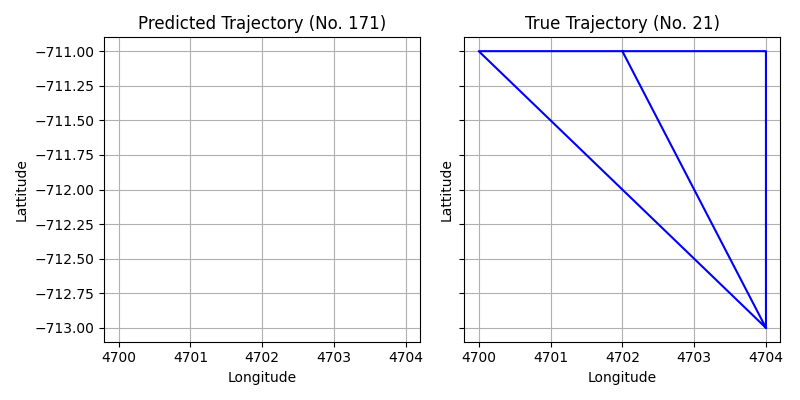 Predicted Trajectory (No. 171)
True Trajectory (No. 21)
Lattitude
−711.00
−711.25
−711.50
−711.75
−712.00
−712.25
−712.50
−712.75
−713.00
4700 4701 4702 4703 4704
Longitude
Lattitude
4700 4701 4702 4703 4704
Longitude